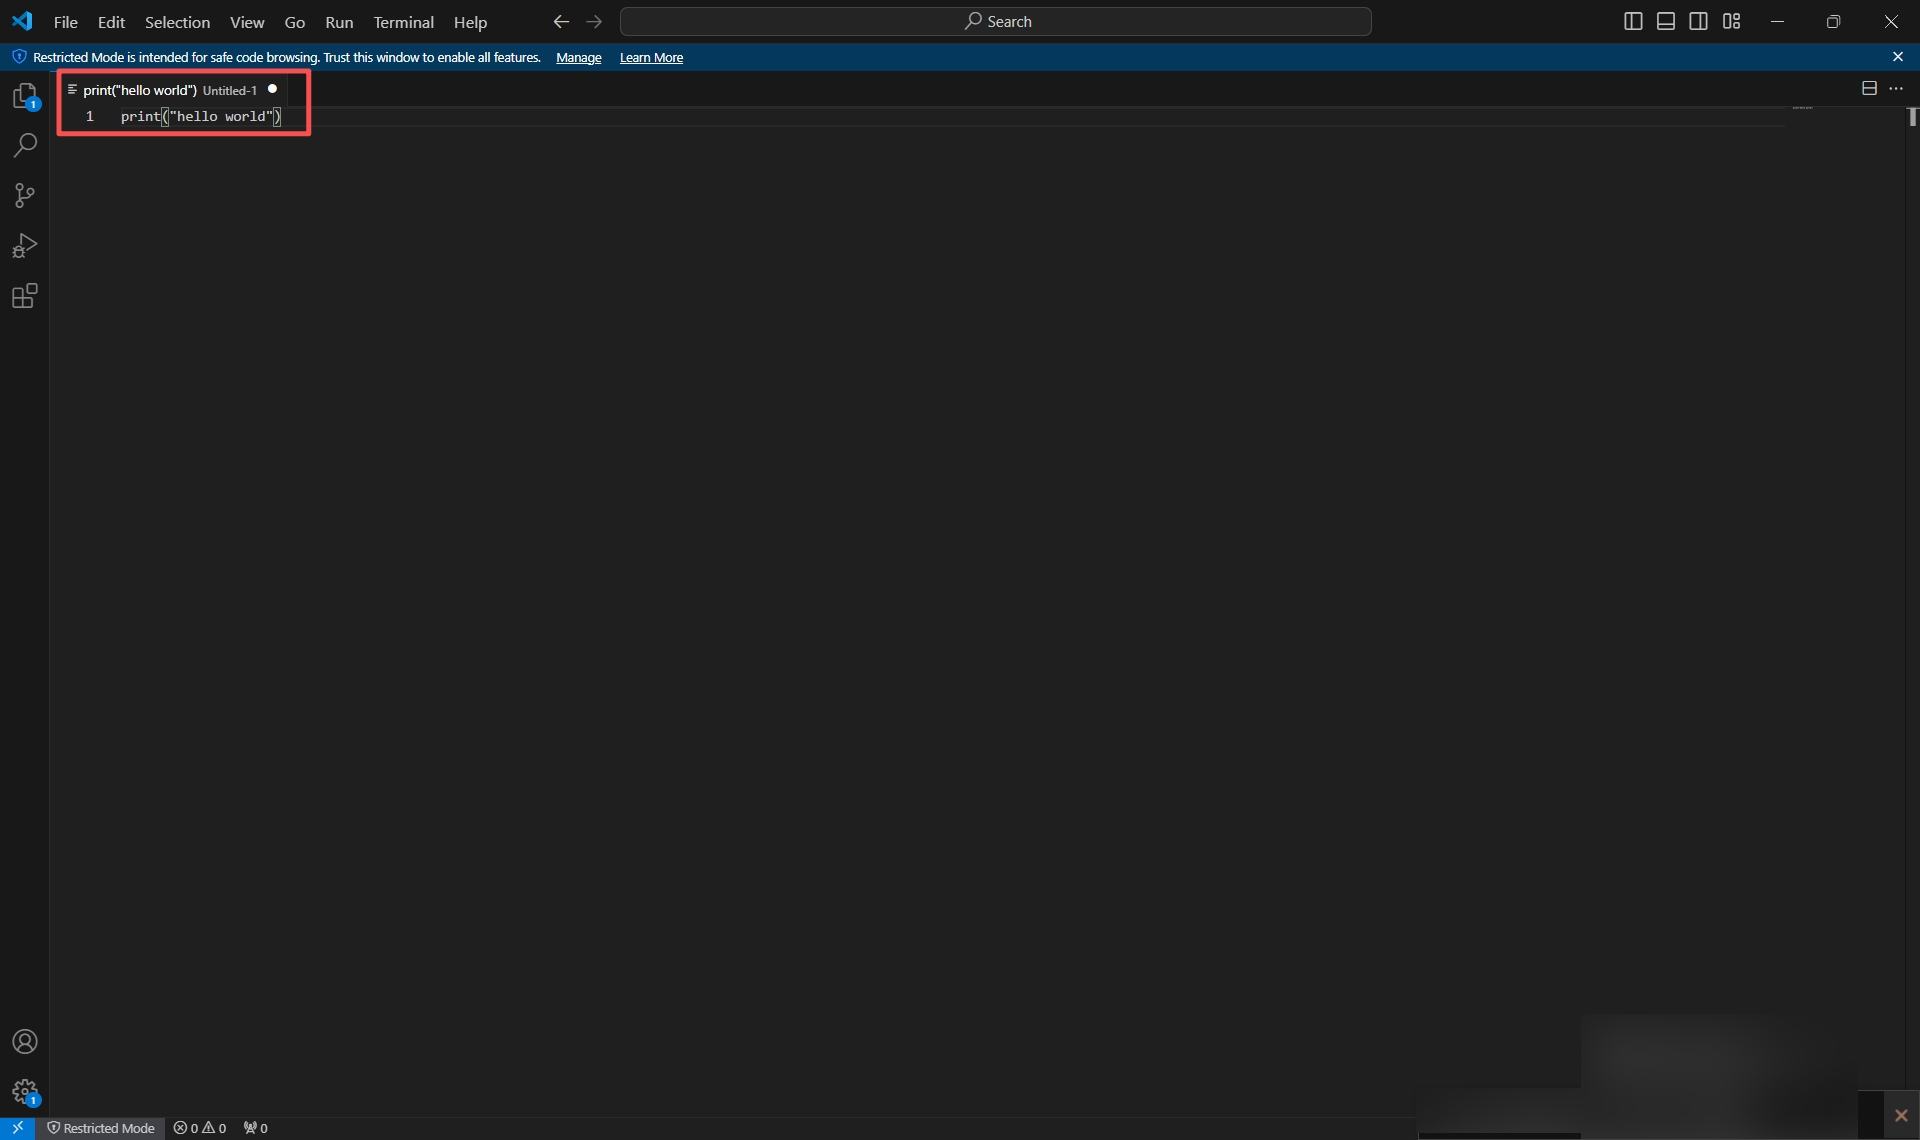 File Edit Selection View Go Run Terminal Help Search
Restricted Mode is intended for safe code browsing. Trust this window to enable all features. Manage Learn More
print("hello world") Untitled-1
1 print("hello world")
1
1
Restricted Mode 0 0 0